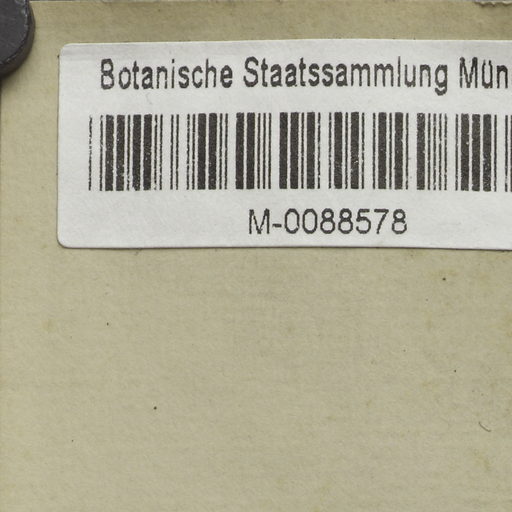 Botanische Staatssammlung Mün
M-0088578